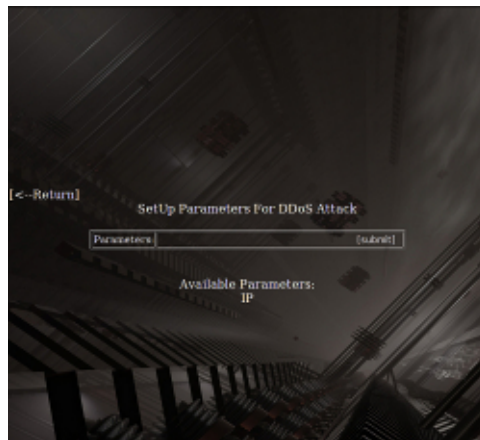 [<--Return]
SetUp Parameters For DDoS Attack
Parameters: [submit]
Available Parameters:
IP